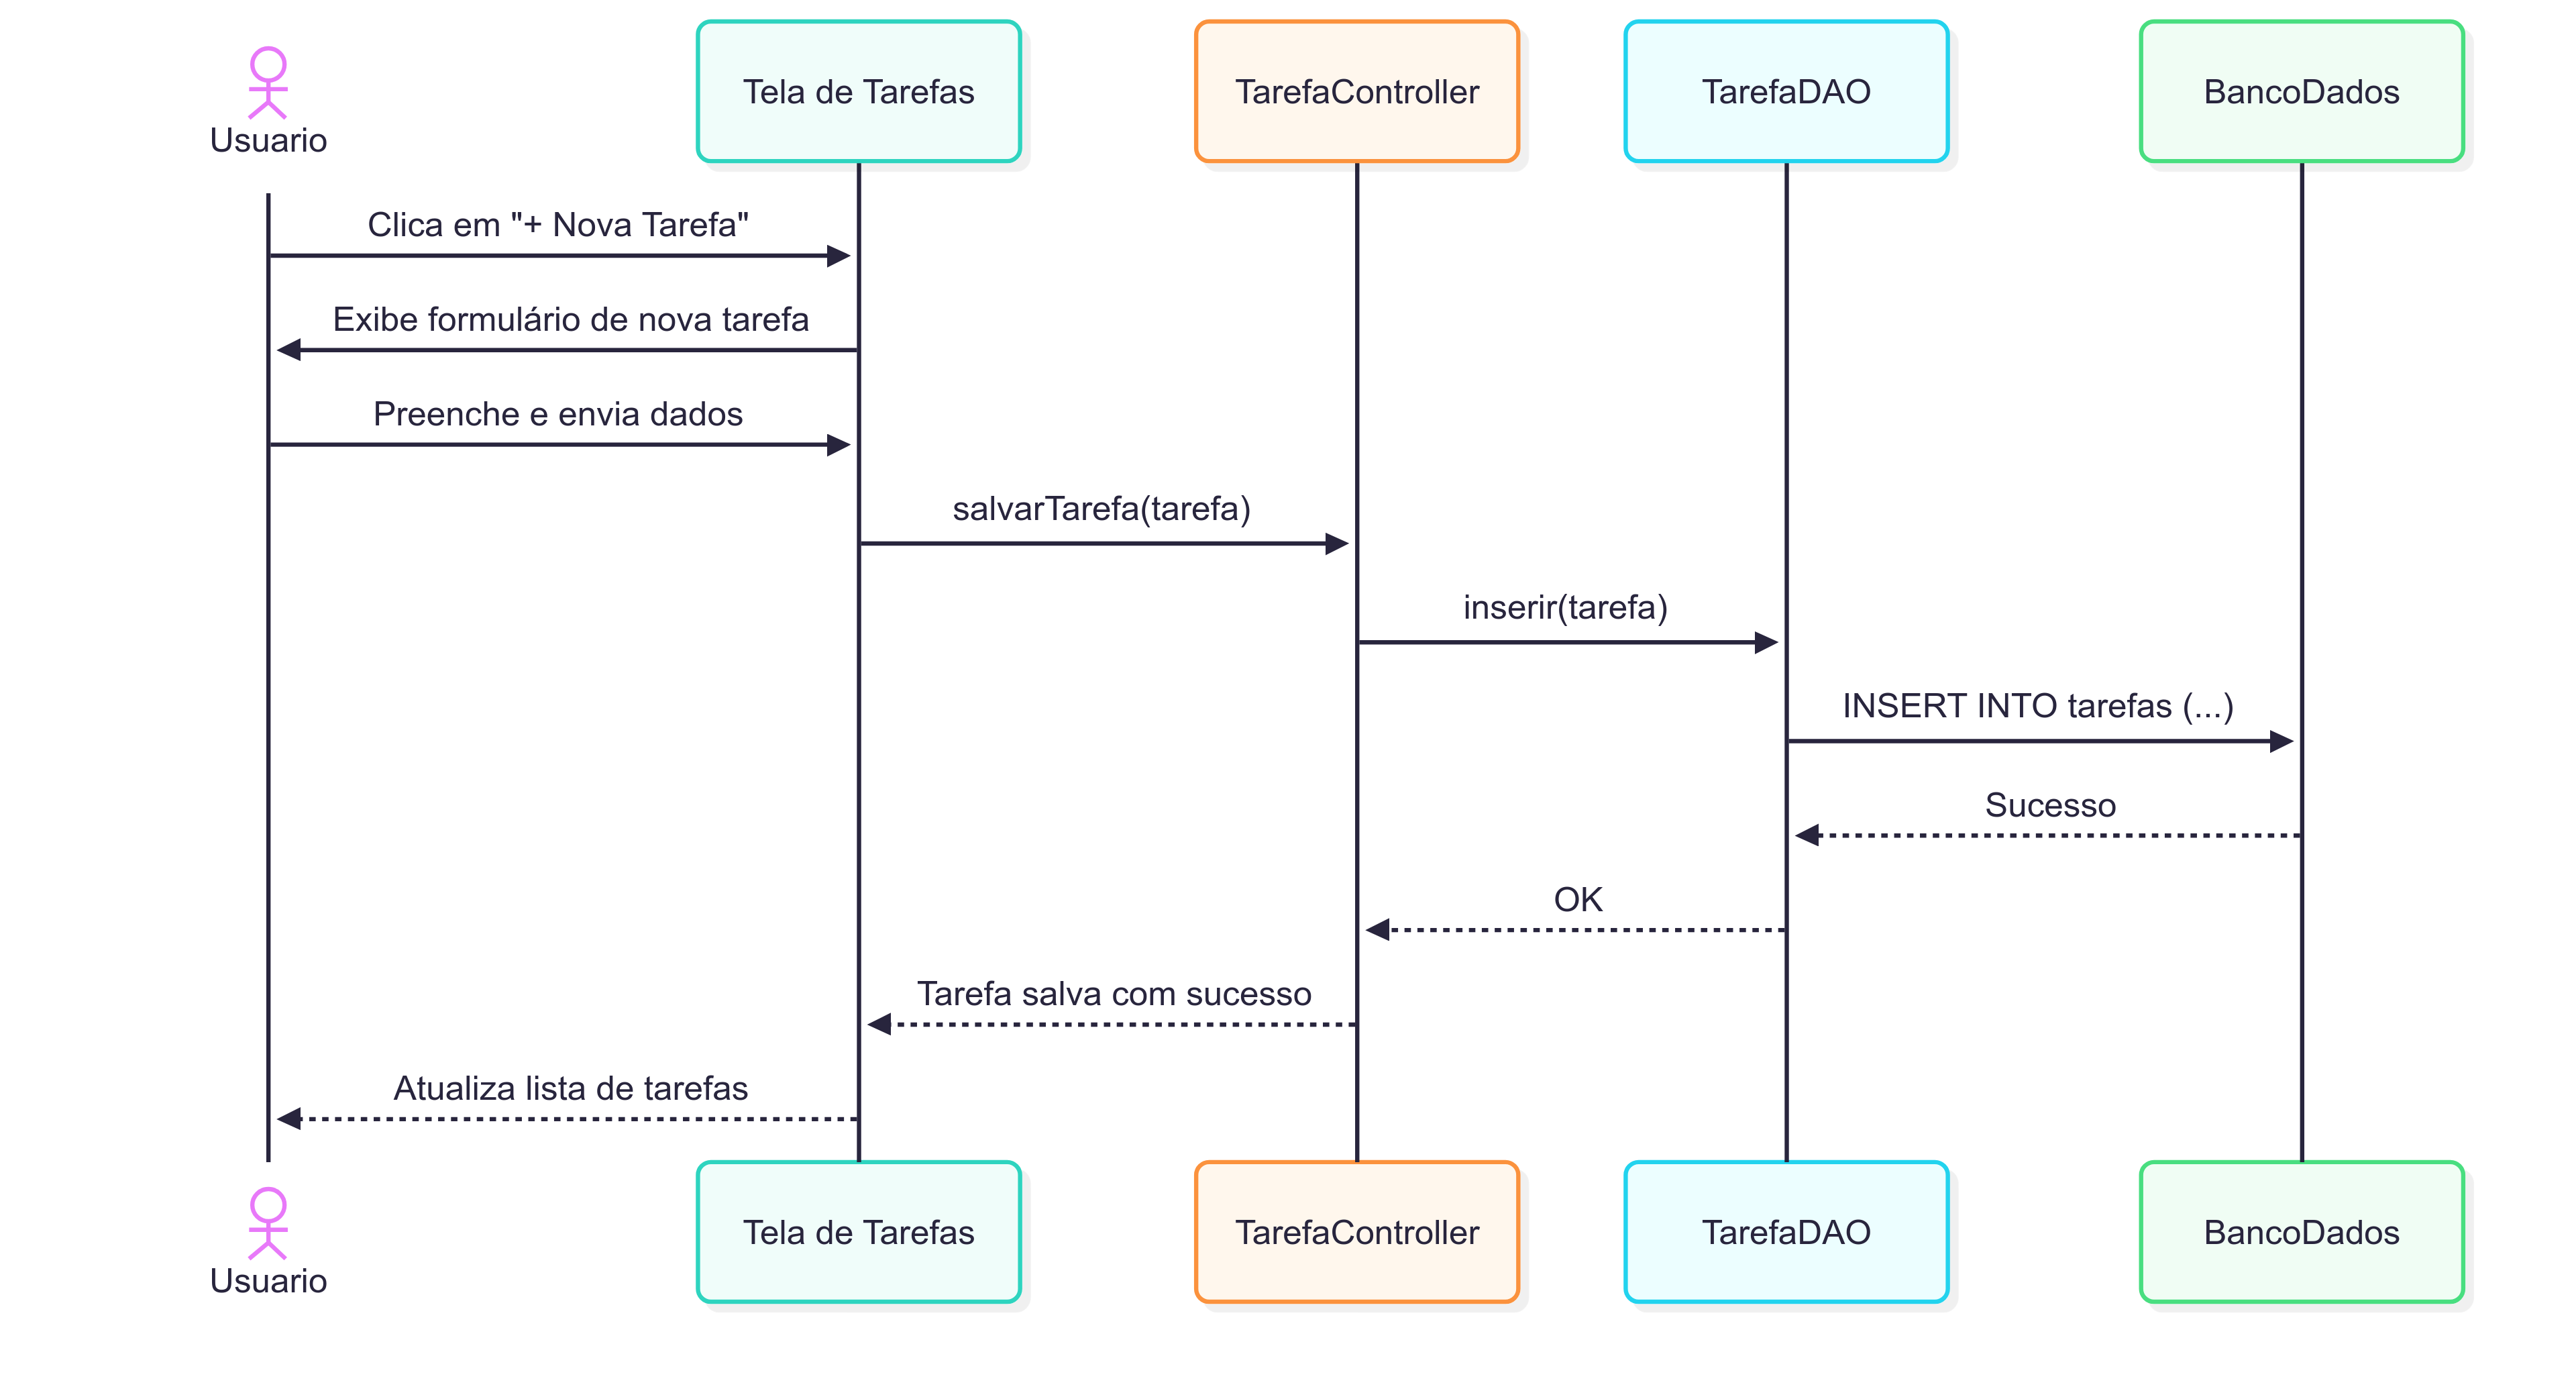 Usuario
Tela de Tarefas
TarefaController
TarefaDAO
BancoDados
Clica em "+ Nova Tarefa"
Exibe formulário de nova tarefa
Preenche e envia dados
salvarTarefa(tarefa)
inserir(tarefa)
INSERT INTO tarefas (...)
Sucesso
OK
Tarefa salva com sucesso
Atualiza lista de tarefas
Usuario
Tela de Tarefas
TarefaController
TarefaDAO
BancoDados